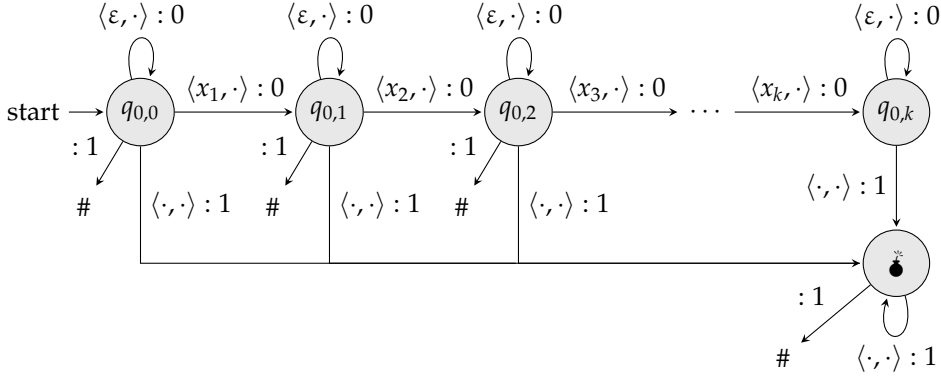 ⟨ε, ·⟩ : 0 ⟨ε, ·⟩ : 0 ⟨ε, ·⟩ : 0 ⟨ε, ·⟩ : 0
start q₀,₀ ⟨x₁, ·⟩ : 0 q₀,₁ ⟨x₂, ·⟩ : 0 q₀,₂ ⟨x₃, ·⟩ : 0 ··· ⟨xₖ, ·⟩ : 0 q₀,ₖ
: 1 : 1 : 1
# ⟨·, ·⟩ : 1 # ⟨·, ·⟩ : 1 # ⟨·, ·⟩ : 1 ⟨·, ·⟩ : 1
: 1
# ⟨·, ·⟩ : 1